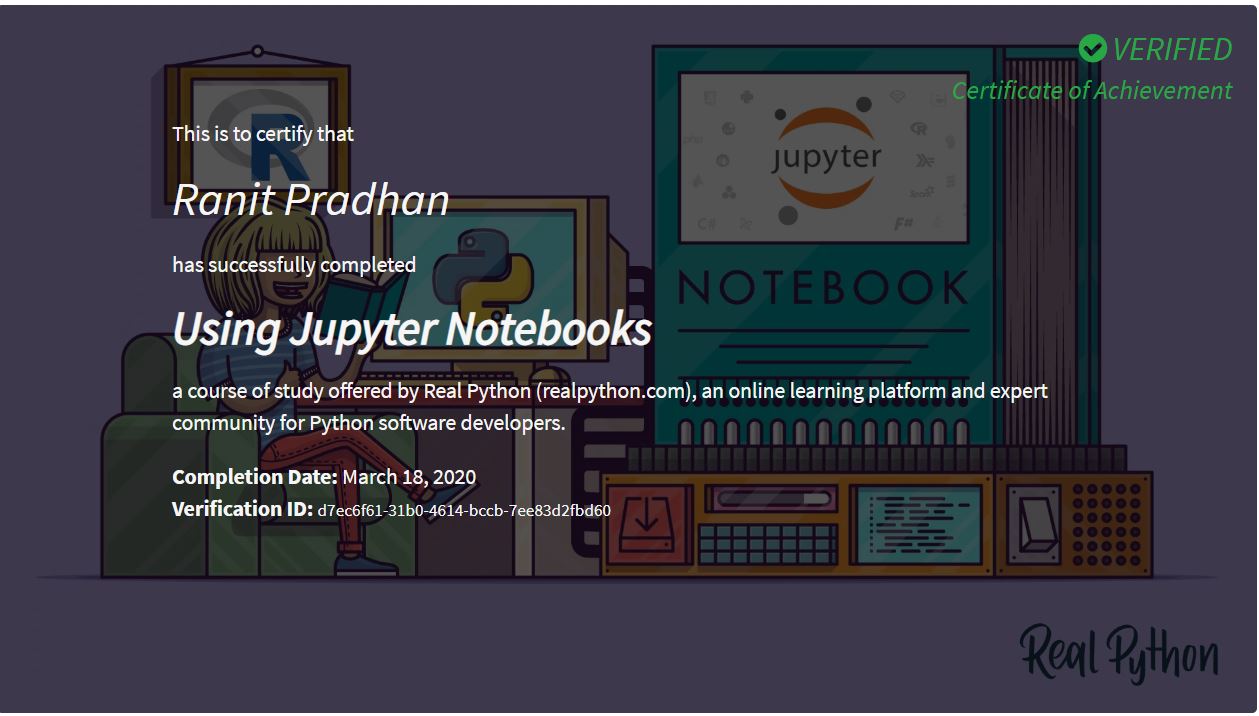 VERIFIED
Certificate of Achievement
This is to certify that
Ranit Pradhan
has successfully completed
Using Jupyter Notebooks
a course of study offered by Real Python (realpython.com), an online learning platform and expert
community for Python software developers.
Completion Date: March 18, 2020
Verification ID: d7ec6f61-31b0-4614-bccb-7ee83d2fbd60
R
jupyter
php
R
C#
F#
NOTEBOOK
Real Python